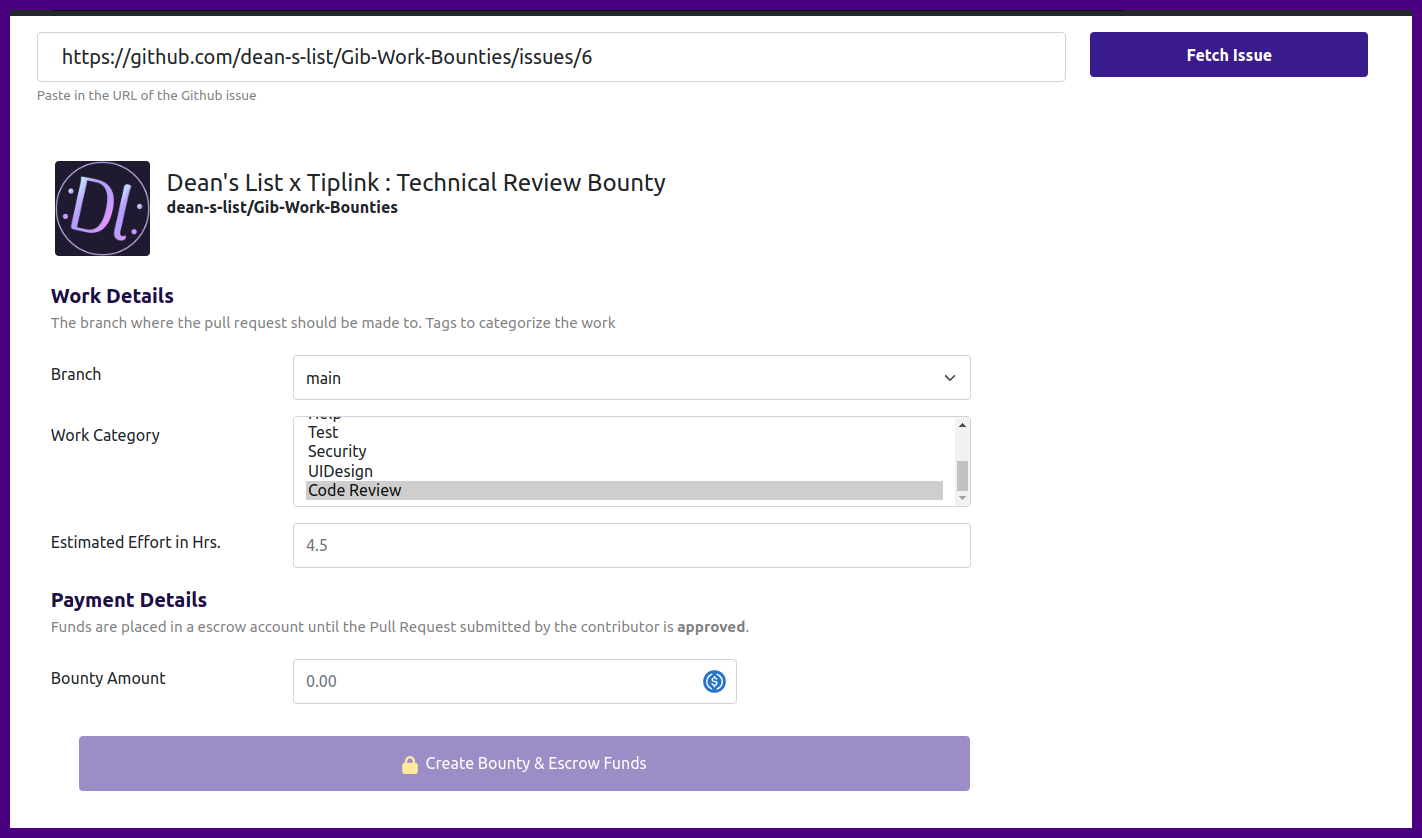 https://github.com/dean-s-list/Gib-Work-Bounties/issues/6
Fetch Issue
Paste in the URL of the Github issue
Dl
Dean's List x Tiplink : Technical Review Bounty
dean-s-list/Gib-Work-Bounties
Work Details
The branch where the pull request should be made to. Tags to categorize the work
Branch
main
Work Category
Help
Test
Security
UIDesign
Code Review
Estimated Effort in Hrs.
4.5
Payment Details
Funds are placed in a escrow account until the Pull Request submitted by the contributor is approved.
Bounty Amount
0.00
$
Create Bounty & Escrow Funds